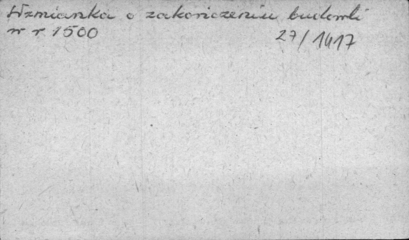 Wzmianka o zakończeniu budowli
w r 1500 27/1417